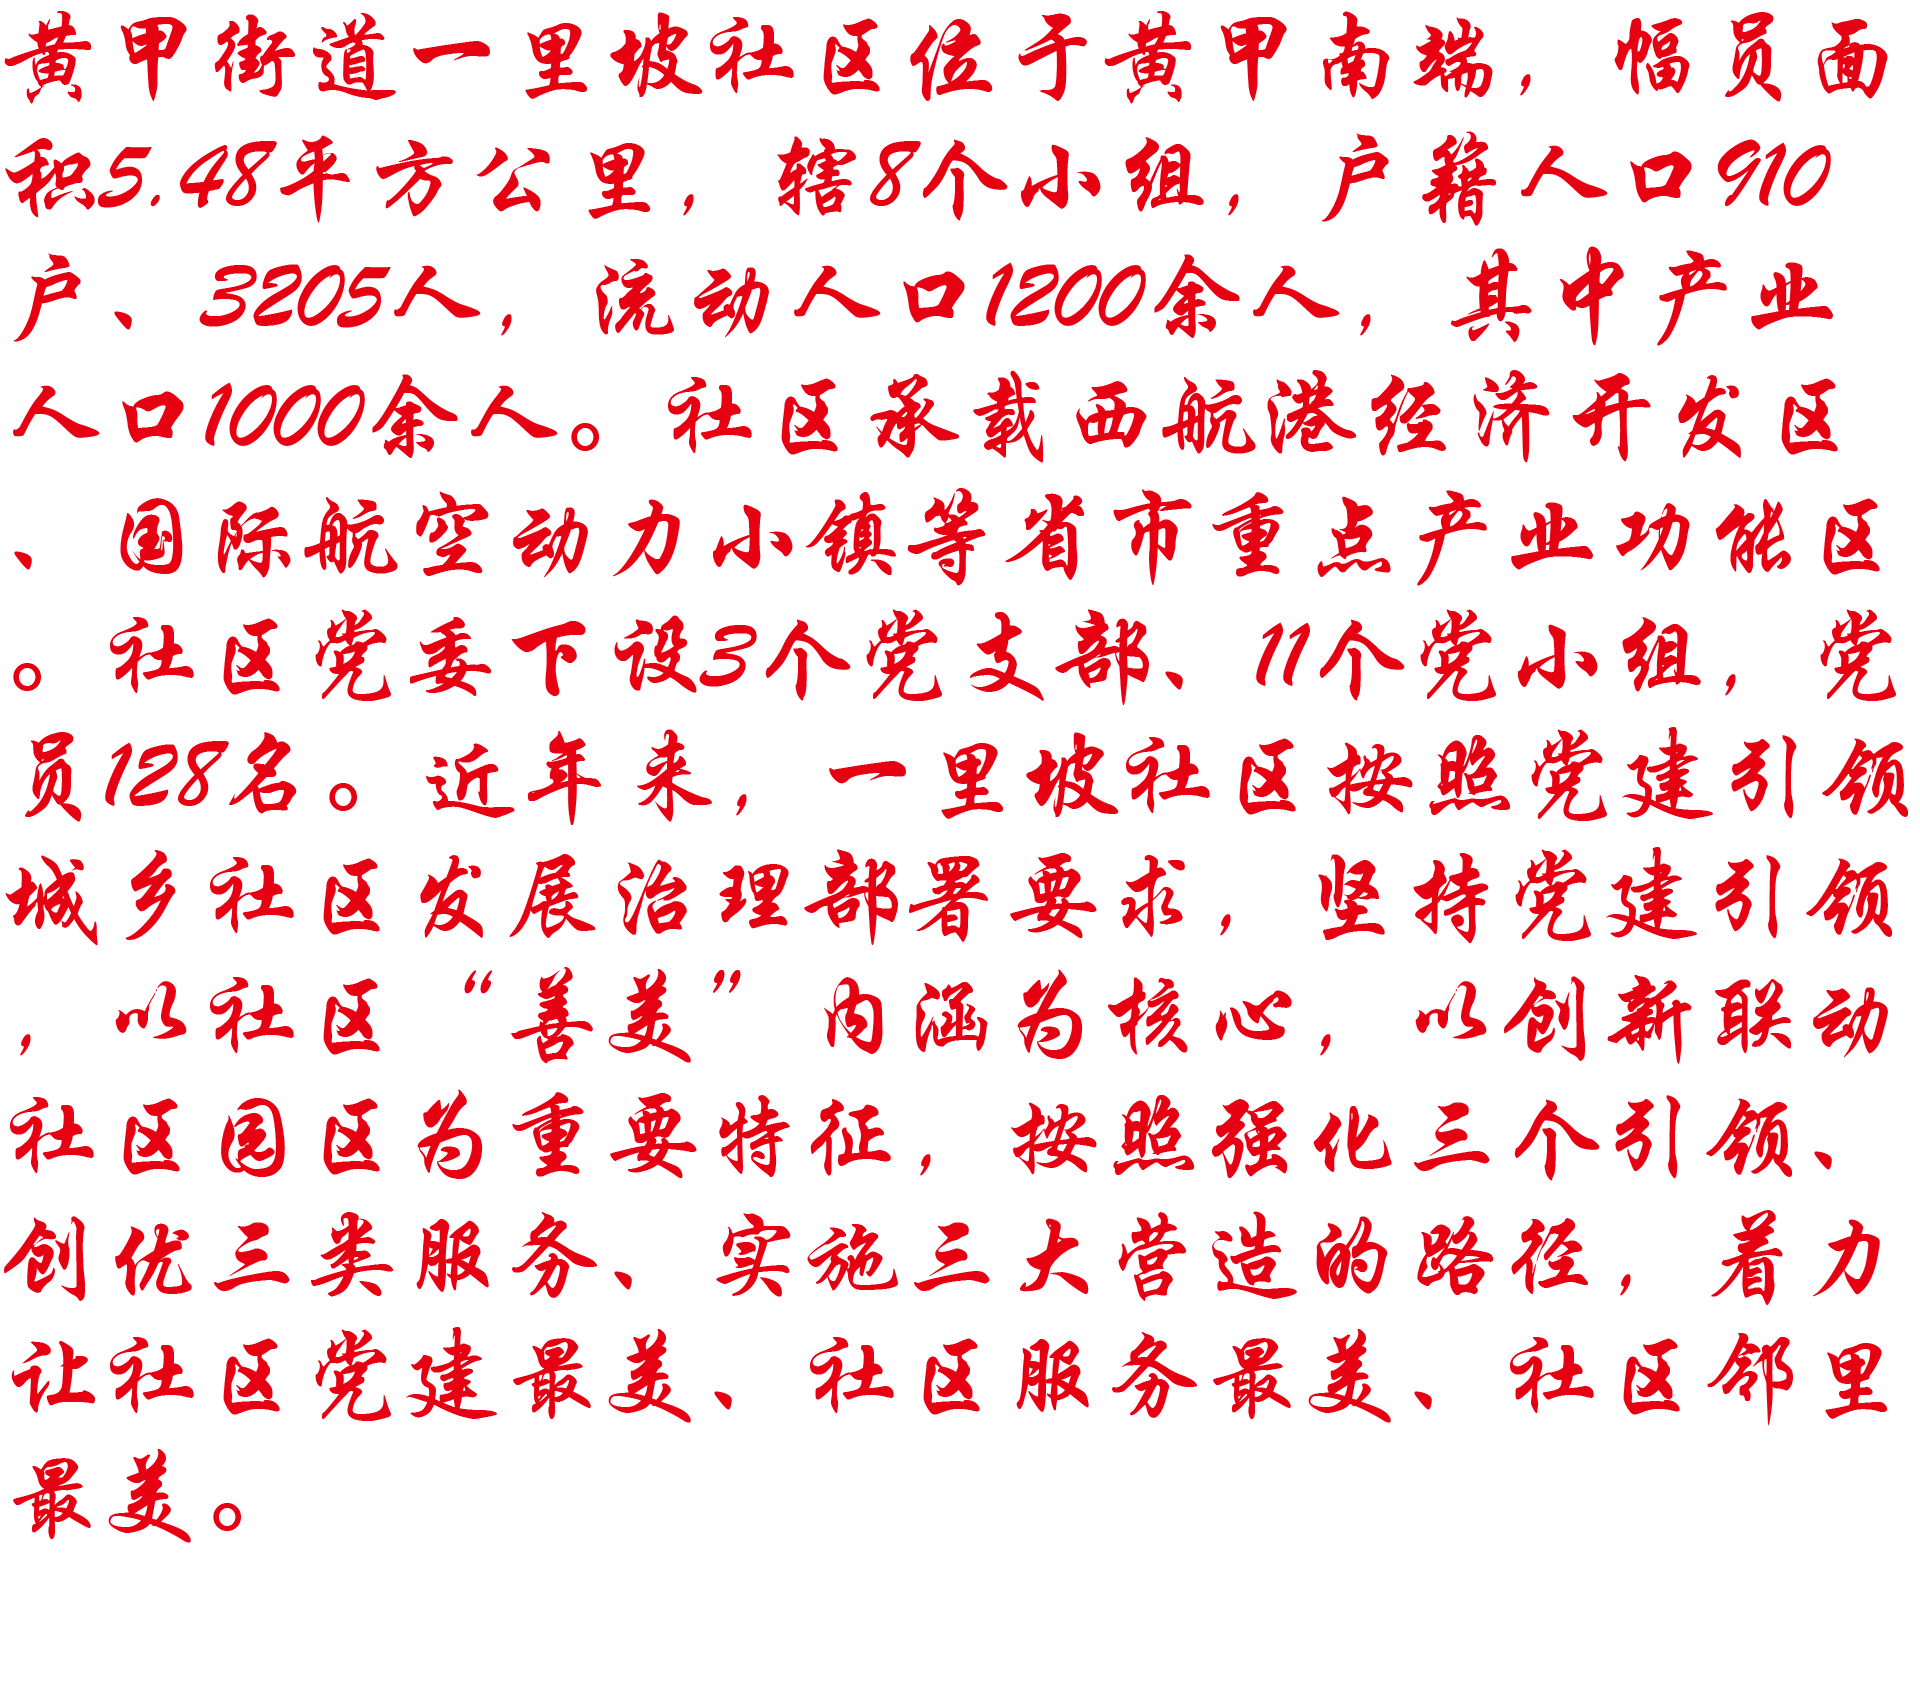 黄甲街道一里坡社区位于黄甲南端，幅员面
积5.48平方公里，辖8个小组，户籍人口910
户、3205人，流动人口1200余人，其中产业
人口1000余人。社区承载西航港经济开发区
、国际航空动力小镇等省市重点产业功能区
。社区党委下设3个党支部、11个党小组，党
员128名。近年来，一里坡社区按照党建引领
城乡社区发展治理部署要求，坚持党建引领
，以社区“善美”内涵为核心，以创新联动
社区园区为重要特征，按照强化三个引领、
创优三类服务、实施三大营造的路径，着力
让社区党建最美、社区服务最美、社区邻里
最美。